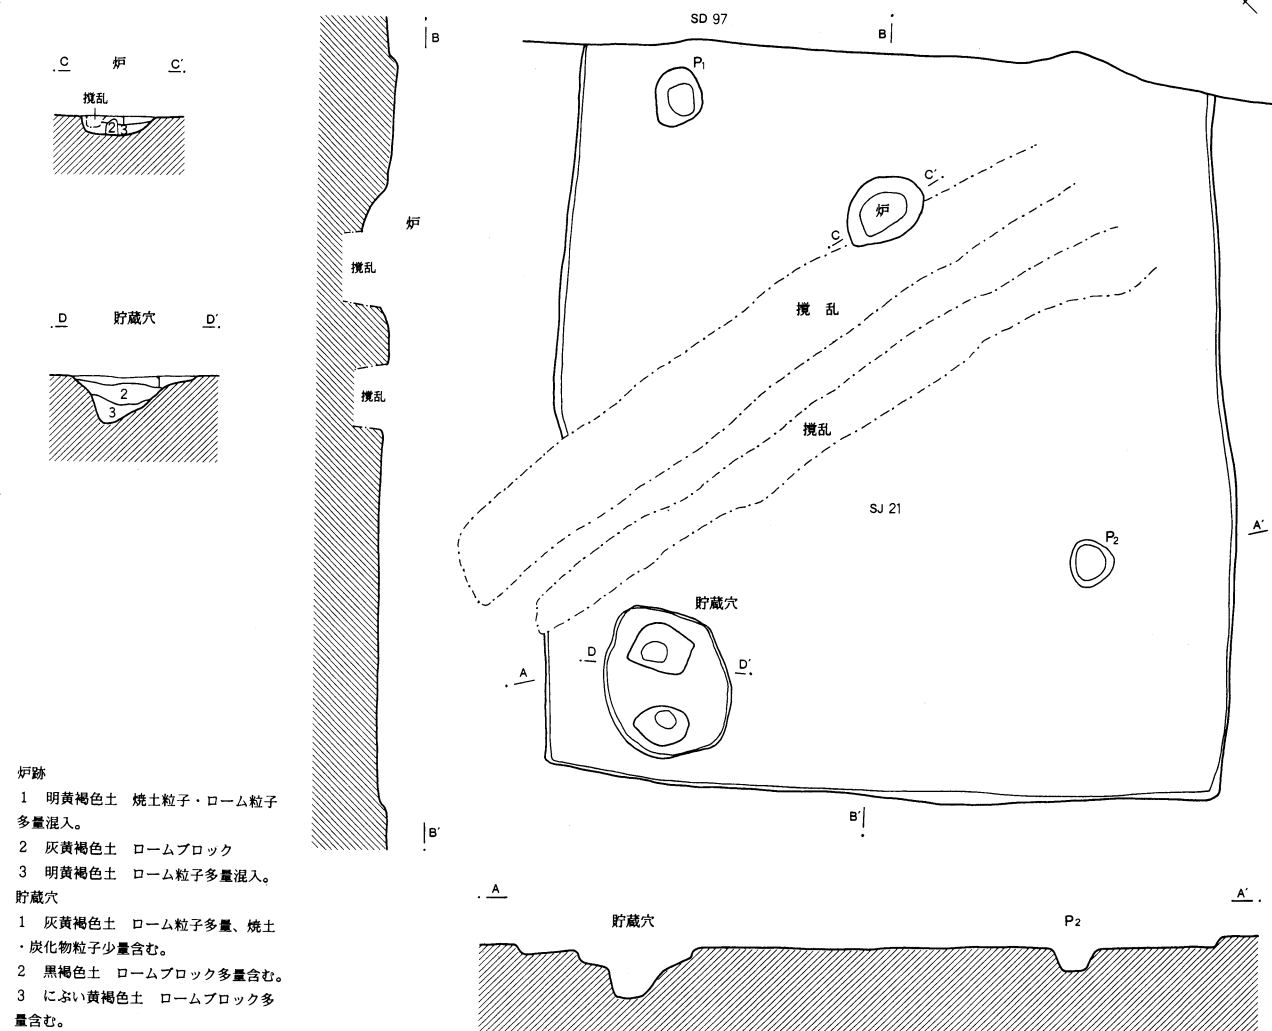 SD 97
B
B
P1
C 炉 C′
攪乱
2 3
C′
炉
C
炉
攪乱
攪 乱
D 貯蔵穴 D′
2
3
攪乱
攪乱
SJ 21
A′
P2
貯蔵穴
D
D′
A
炉跡
1 明黄褐色土 焼土粒子・ローム粒子
多量混入。
2 灰黄褐色土 ロームブロック
3 明黄褐色土 ローム粒子多量混入。
貯蔵穴
1 灰黄褐色土 ローム粒子多量、焼土
・炭化物粒子少量含む。
2 黒褐色土 ロームブロック多量含む。
3 にぶい黄褐色土 ロームブロック多
量含む。
B′
B′
A 貯蔵穴 P2 A′